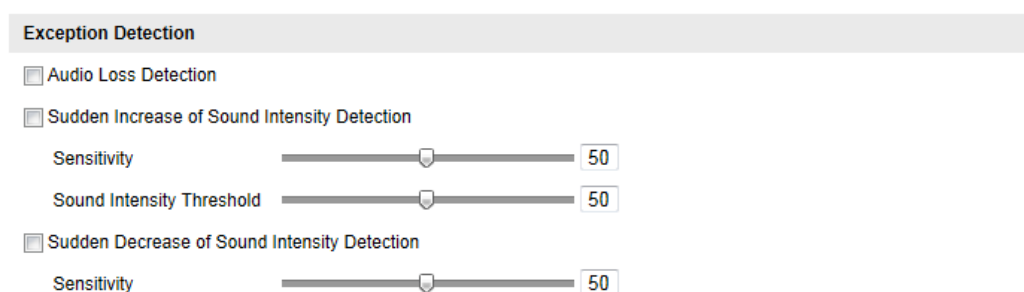 Exception Detection
Audio Loss Detection
Sudden Increase of Sound Intensity Detection
Sensitivity 50
Sound Intensity Threshold 50
Sudden Decrease of Sound Intensity Detection
Sensitivity 50